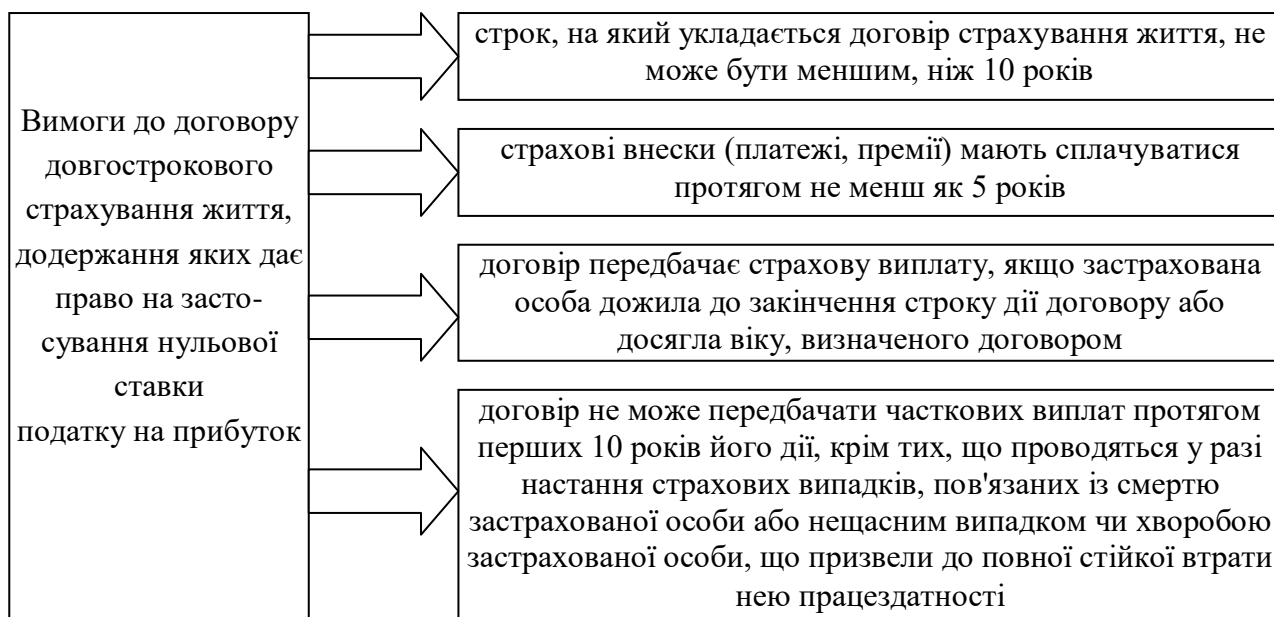 Вимоги до договору
довгострокового
страхування життя,
додержання яких дає
право на засто-
сування нульової
ставки
податку на прибуток
строк, на який укладається договір страхування життя, не
може бути меншим, ніж 10 років
страхові внески (платежі, премії) мають сплачуватися
протягом не менш як 5 років
договір передбачає страхову виплату, якщо застрахована
особа дожила до закінчення строку дії договору або
досягла віку, визначеного договором
договір не може передбачати часткових виплат протягом
перших 10 років його дії, крім тих, що проводяться у разі
настання страхових випадків, пов'язаних із смертю
застрахованої особи або нещасним випадком чи хворобою
застрахованої особи, що призвели до повної стійкої втрати
нею працездатності